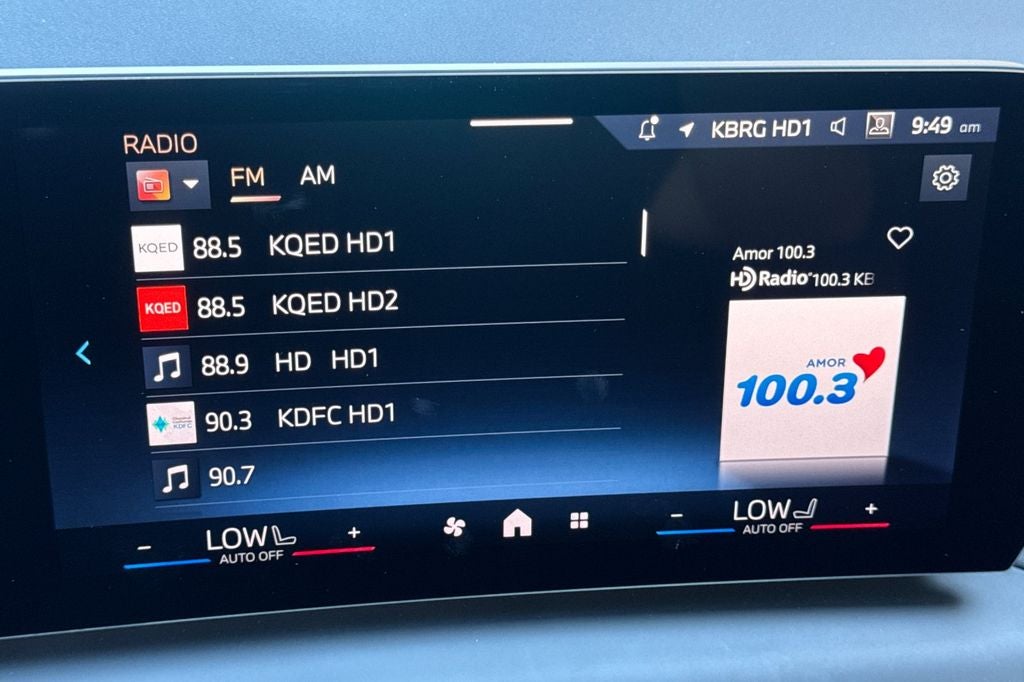 KBRG HD1 9:49 am
RADIO
FM AM
KQED 88.5 KQED HD1
KQED 88.5 KQED HD2
88.9 HD HD1
KDFC 90.3 KDFC HD1
90.7
Amor 100.3
HD Radio 100.3 KB
AMOR
100.3
− LOW +
AUTO OFF
− LOW +
AUTO OFF